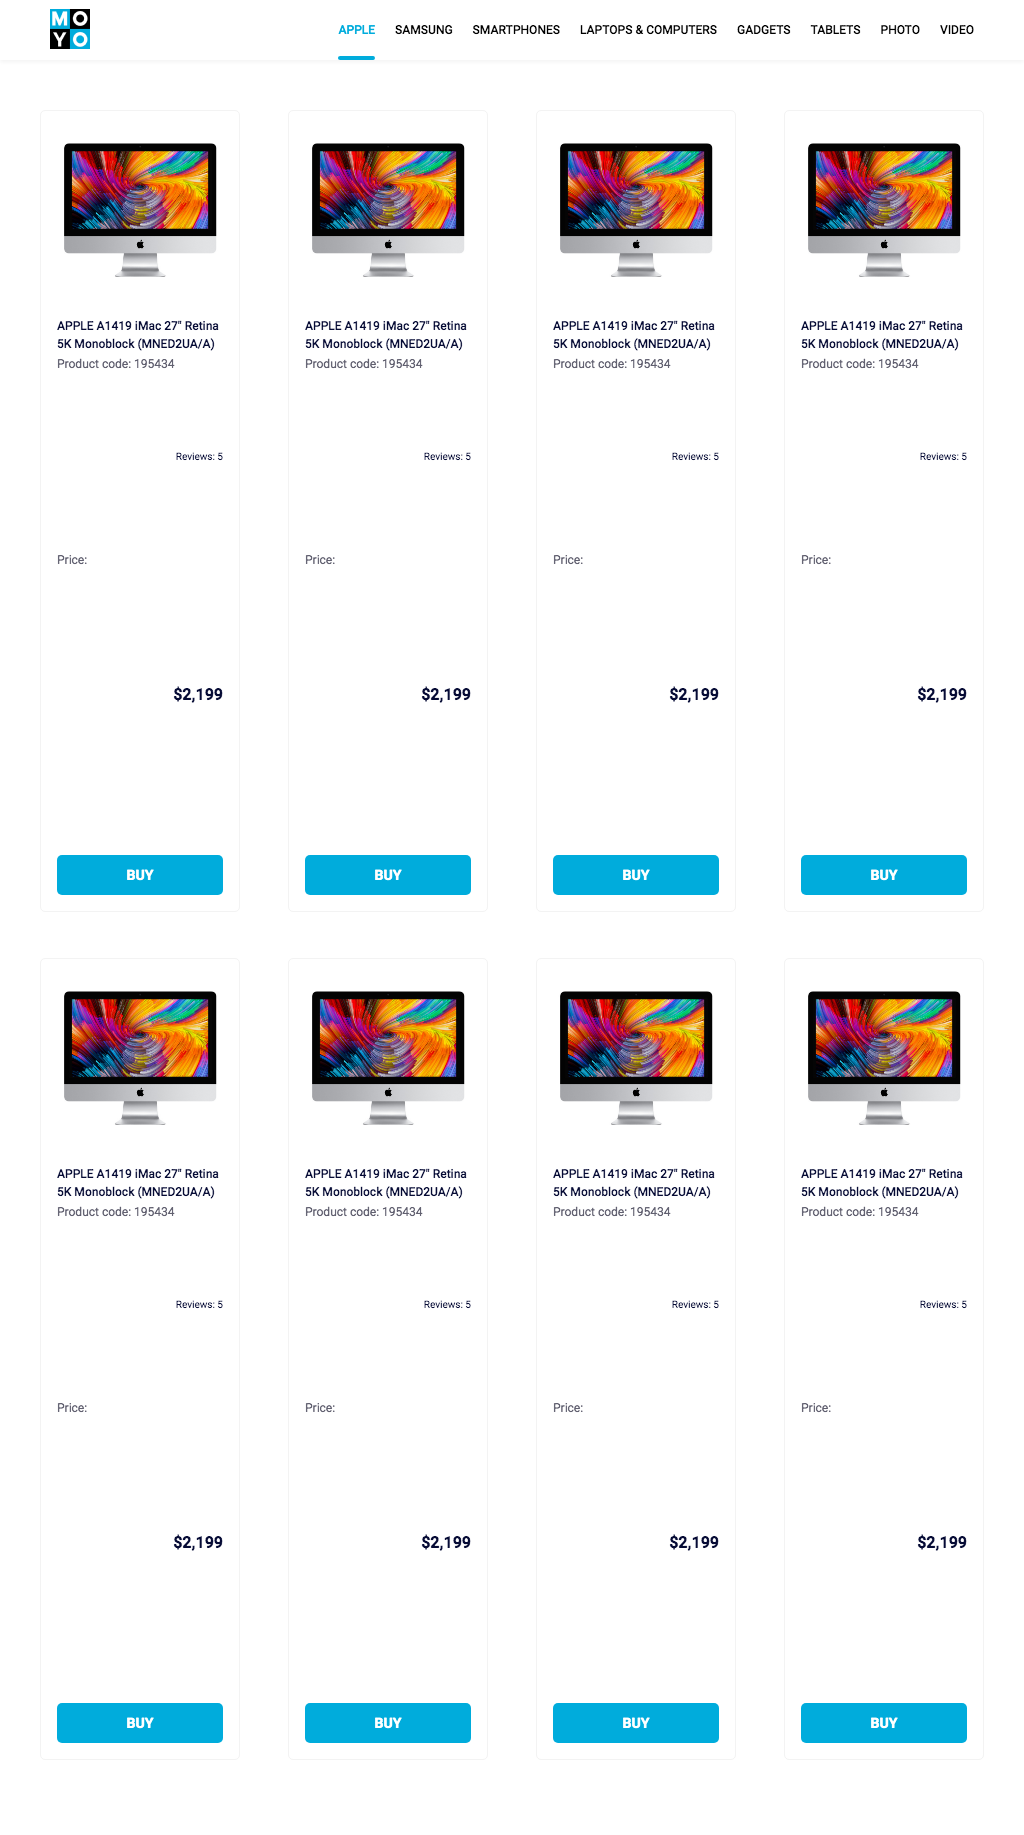 MO
YO
APPLE SAMSUNG SMARTPHONES LAPTOPS & COMPUTERS GADGETS TABLETS PHOTO VIDEO
APPLE A1419 iMac 27" Retina
5K Monoblock (MNED2UA/A)
Product code: 195434
Reviews: 5
Price:
$2,199
BUY
APPLE A1419 iMac 27" Retina
5K Monoblock (MNED2UA/A)
Product code: 195434
Reviews: 5
Price:
$2,199
BUY
APPLE A1419 iMac 27" Retina
5K Monoblock (MNED2UA/A)
Product code: 195434
Reviews: 5
Price:
$2,199
BUY
APPLE A1419 iMac 27" Retina
5K Monoblock (MNED2UA/A)
Product code: 195434
Reviews: 5
Price:
$2,199
BUY
APPLE A1419 iMac 27" Retina
5K Monoblock (MNED2UA/A)
Product code: 195434
Reviews: 5
Price:
$2,199
BUY
APPLE A1419 iMac 27" Retina
5K Monoblock (MNED2UA/A)
Product code: 195434
Reviews: 5
Price:
$2,199
BUY
APPLE A1419 iMac 27" Retina
5K Monoblock (MNED2UA/A)
Product code: 195434
Reviews: 5
Price:
$2,199
BUY
APPLE A1419 iMac 27" Retina
5K Monoblock (MNED2UA/A)
Product code: 195434
Reviews: 5
Price:
$2,199
BUY